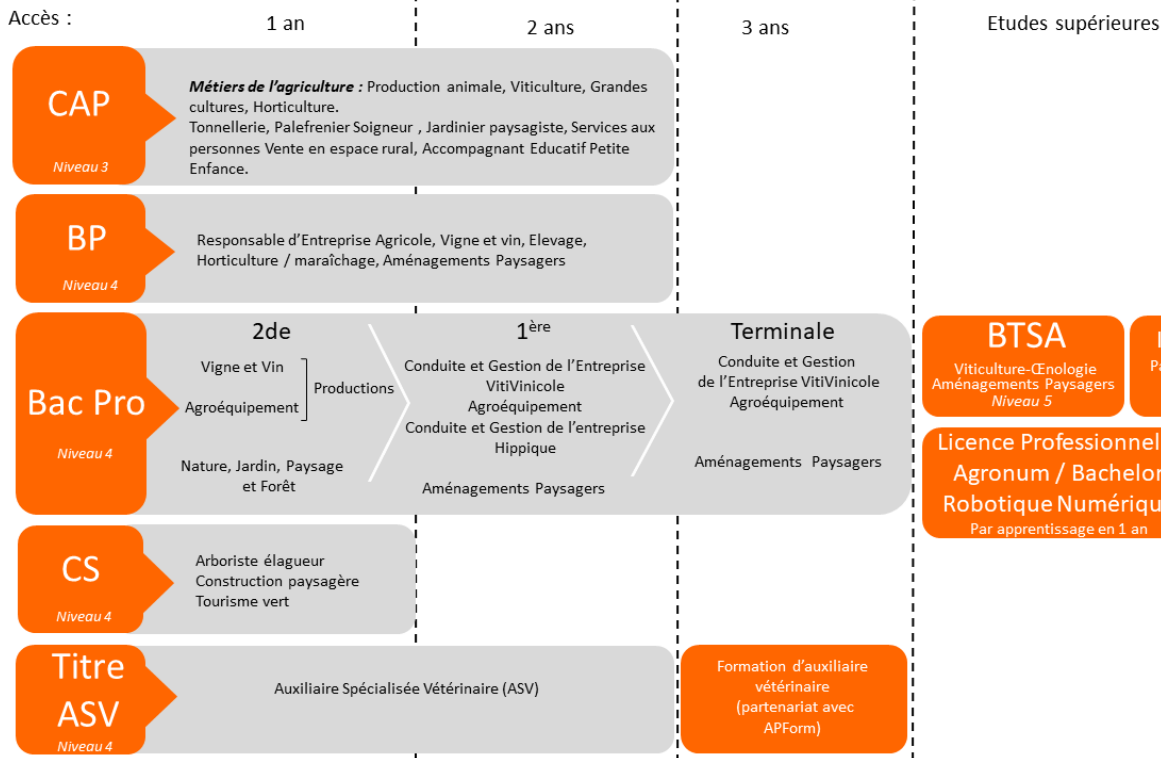 Accès :
1 an
2 ans
3 ans
Etudes supérieures
CAP
Niveau 3
Métiers de l'agriculture : Production animale, Viticulture, Grandes
cultures, Horticulture.
Tonnellerie, Palefrenier Soigneur , Jardinier paysagiste, Services aux
personnes Vente en espace rural, Accompagnant Educatif Petite
Enfance.
BP
Niveau 4
Responsable d'Entreprise Agricole, Vigne et vin, Elevage,
Horticulture / maraîchage, Aménagements Paysagers
Bac Pro
Niveau 4
2de
Vigne et Vin
Productions
Agroéquipement
Nature, Jardin, Paysage
et Forêt
1ère
Conduite et Gestion de l'Entreprise
VitiVinicole
Agroéquipement
Conduite et Gestion de l'entreprise
Hippique
Aménagements Paysagers
Terminale
Conduite et Gestion
de l'Entreprise VitiVinicole
Agroéquipement
Aménagements Paysagers
BTSA
Viticulture-Œnologie
Aménagements Paysagers
Niveau 5
Licence Professionnel
Agronum / Bachelor
Robotique Numériqu
Par apprentissage en 1 an
CS
Niveau 4
Arboriste élagueur
Construction paysagère
Tourisme vert
Titre
ASV
Niveau 4
Auxiliaire Spécialisée Vétérinaire (ASV)
Formation d'auxiliaire
vétérinaire
(partenariat avec
APForm)